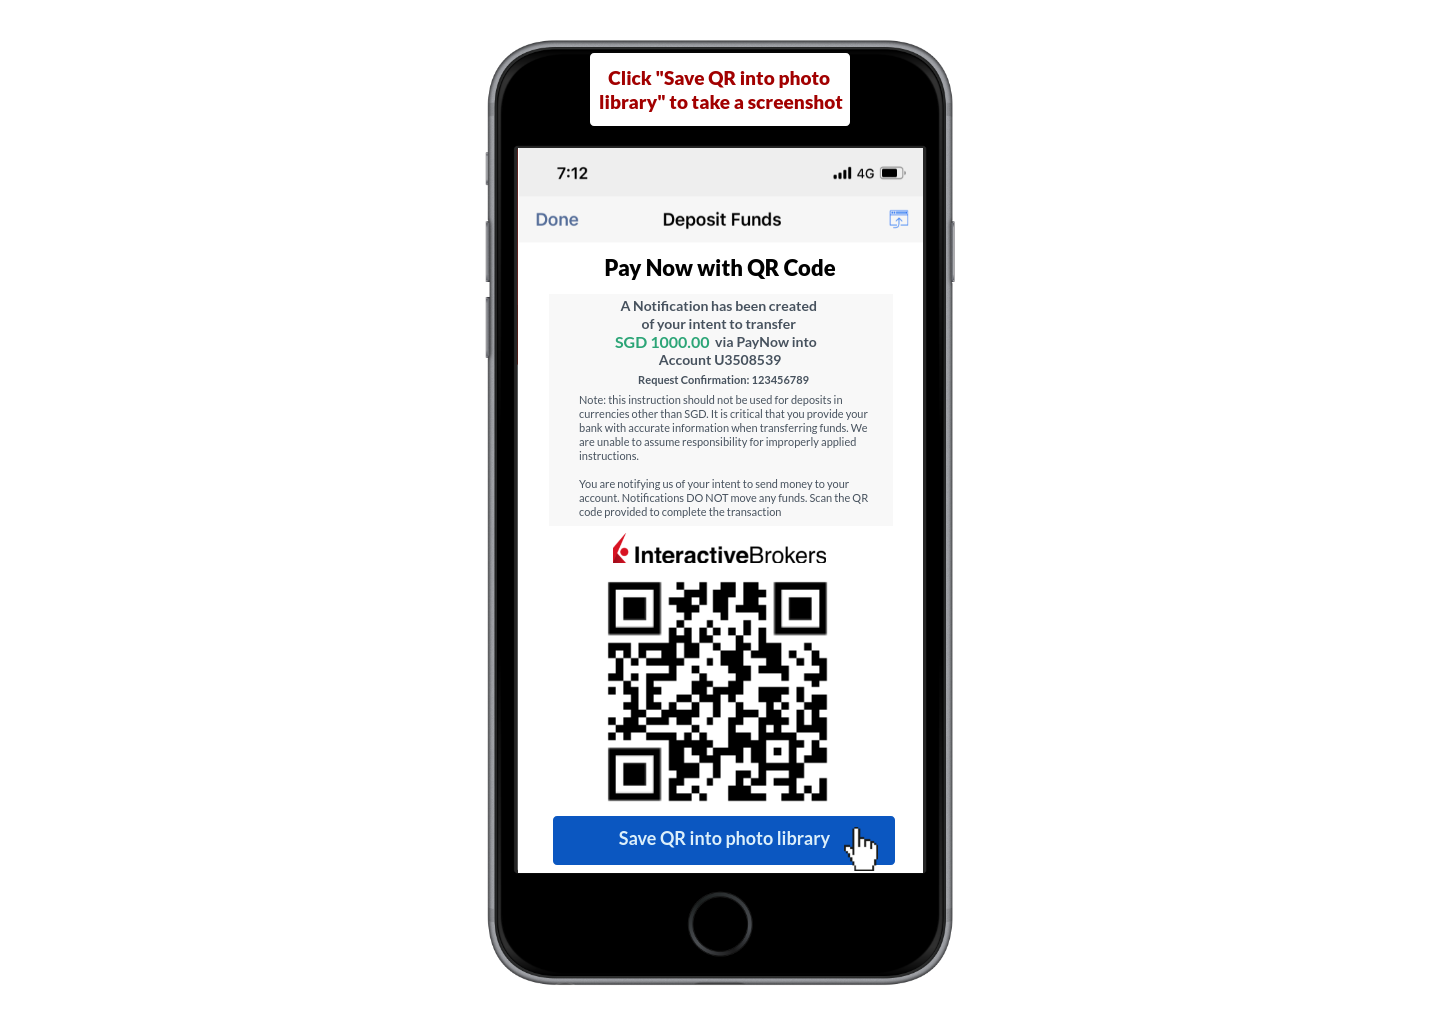 Click "Save QR into photo
library" to take a screenshot
7:12
4G
Done
Deposit Funds
Pay Now with QR Code
A Notification has been created
of your intent to transfer
SGD 1000.00 via PayNow into
Account U3508539
Request Confirmation: 123456789
Note: this instruction should not be used for deposits in
currencies other than SGD. It is critical that you provide your
bank with accurate information when transferring funds. We
are unable to assume responsibility for improperly applied
instructions.
You are notifying us of your intent to send money to your
account. Notifications DO NOT move any funds. Scan the QR
code provided to complete the transaction
InteractiveBrokers
Save QR into photo library